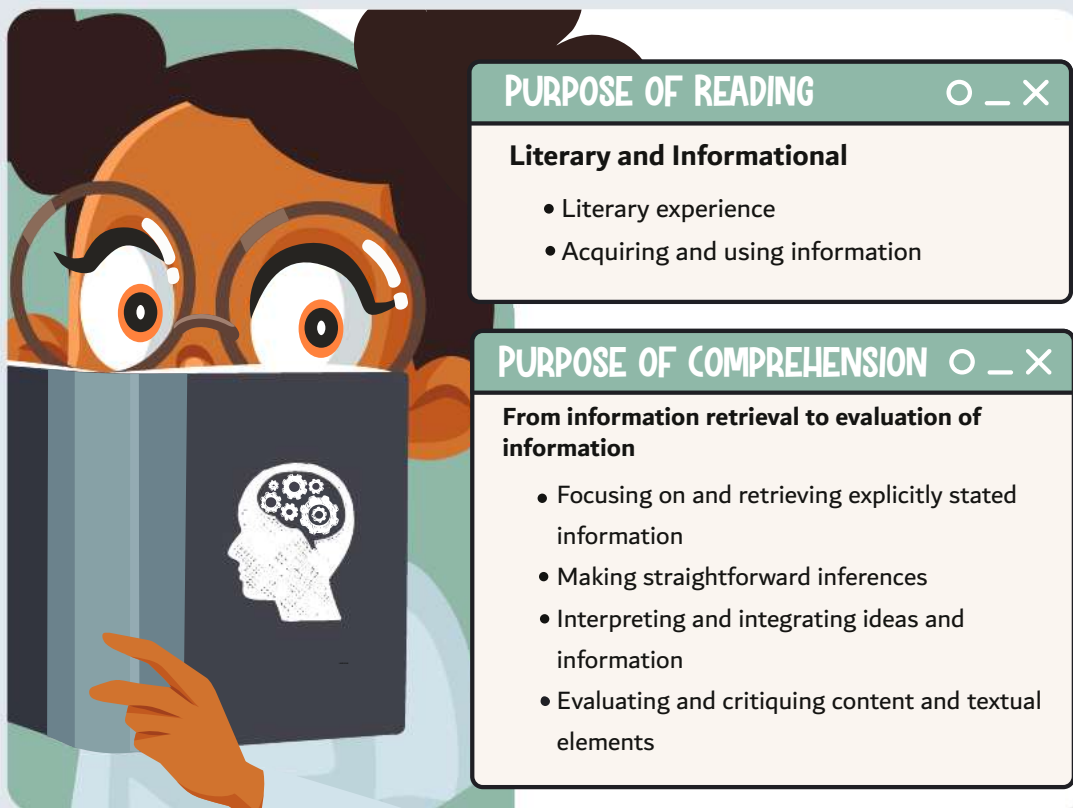 PURPOSE OF READING
Literary and Informational
• Literary experience
• Acquiring and using information
PURPOSE OF COMPREHENSION
From information retrieval to evaluation of
information
• Focusing on and retrieving explicitly stated
information
• Making straightforward inferences
• Interpreting and integrating ideas and
information
• Evaluating and critiquing content and textual
elements